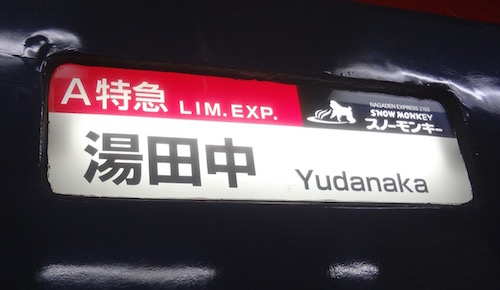 A特急 LIM.EXP.
NAGADEN EXPRESS 2100
SNOW MONKEY
スノーモンキー
湯田中 Yudanaka